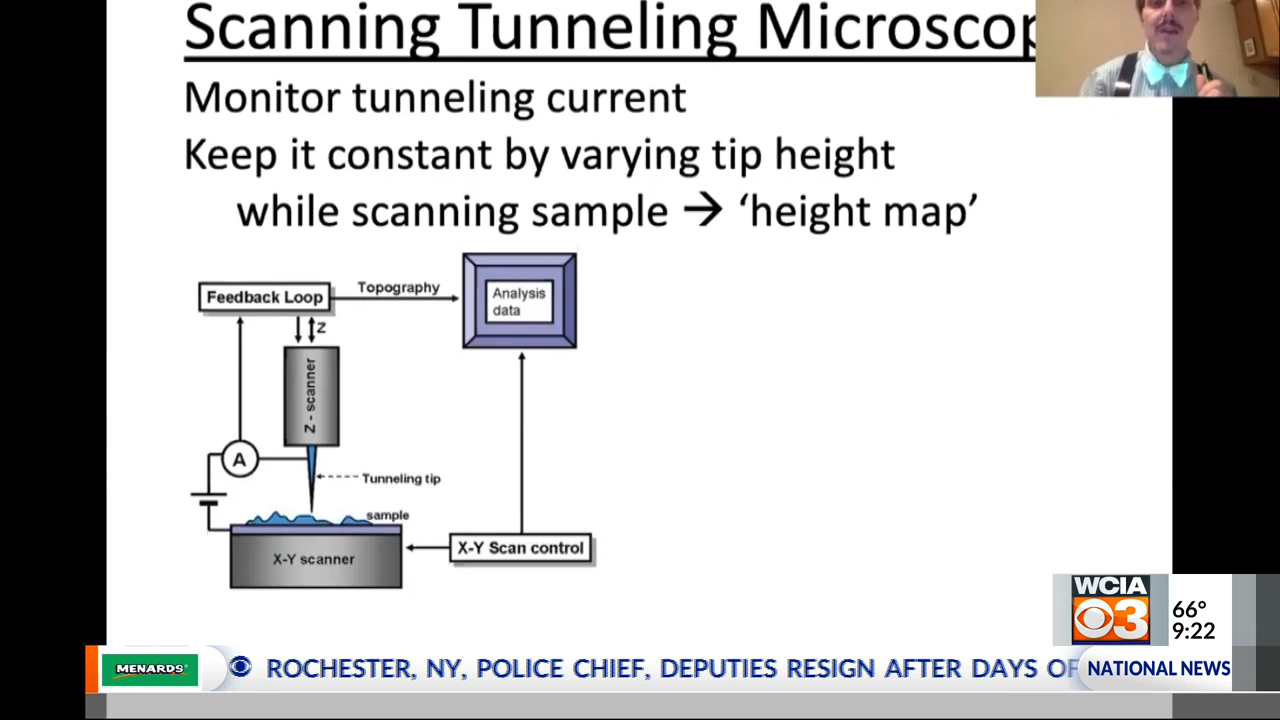 Scanning Tunneling Microscop
Monitor tunneling current
Keep it constant by varying tip height
while scanning sample → ‘height map’
Feedback Loop
Topography
Analysis
data
Z
Z - scanner
A
Tunneling tip
sample
X-Y scanner
X-Y Scan control
WCIA
3
66°
9:22
MENARDS
ROCHESTER, NY, POLICE CHIEF, DEPUTIES RESIGN AFTER DAYS OF
NATIONAL NEWS